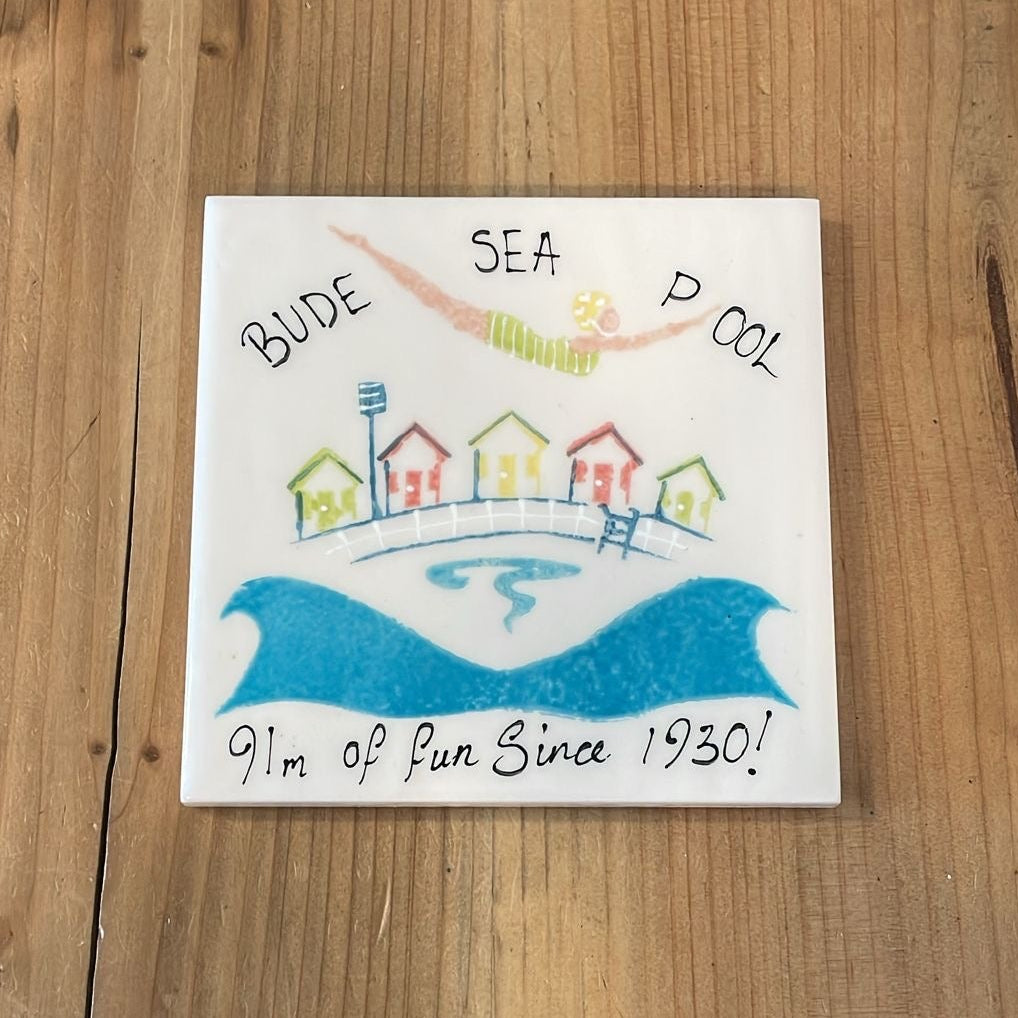 BUDE SEA POOL
91m of fun Since 1930!